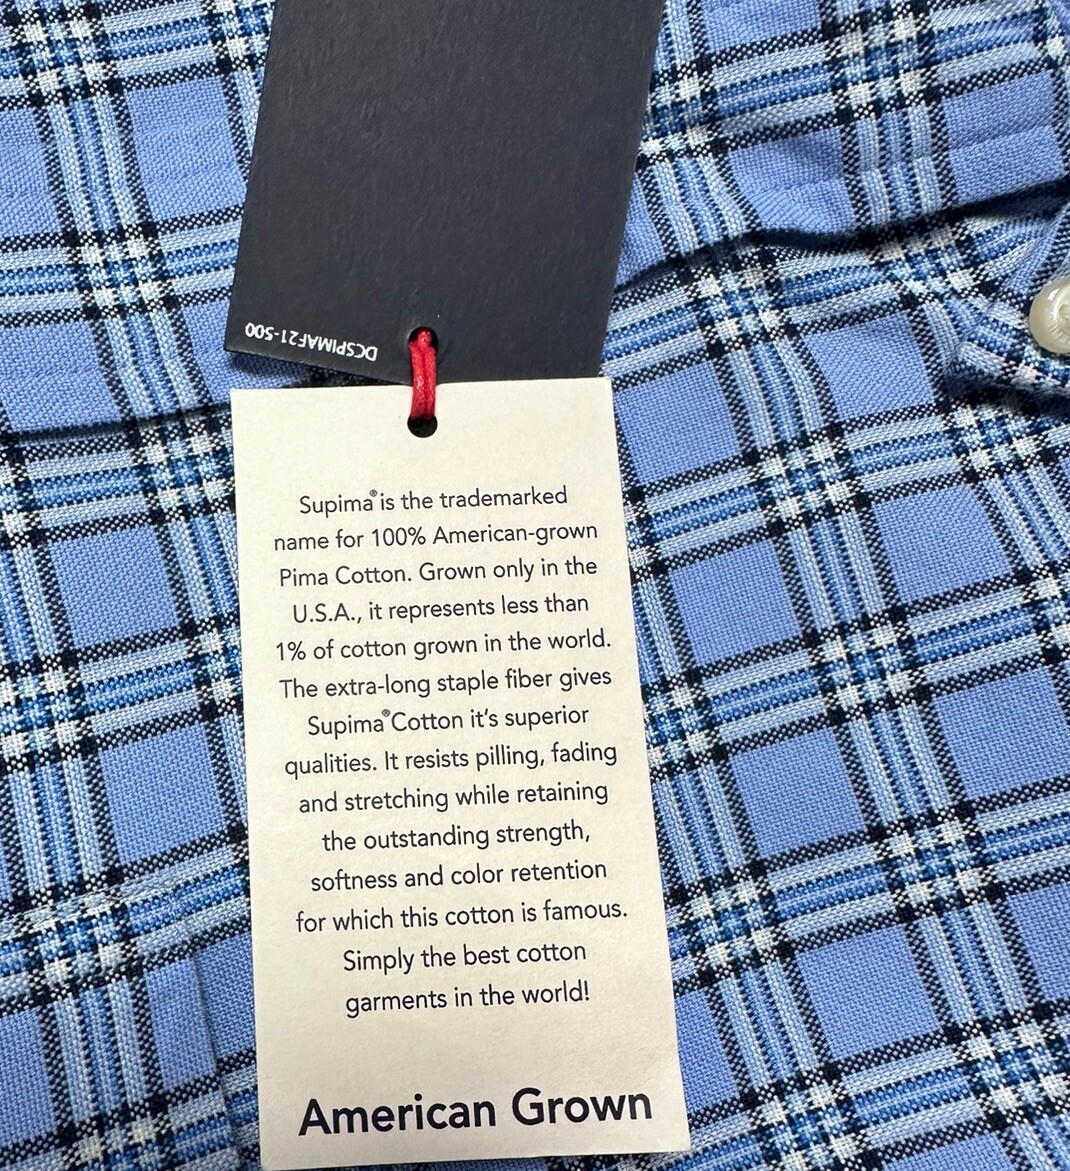 DCSPIMAF21-500
Supima® is the trademarked
name for 100% American-grown
Pima Cotton. Grown only in the
U.S.A., it represents less than
1% of cotton grown in the world.
The extra-long staple fiber gives
Supima® Cotton it's superior
qualities. It resists pilling, fading
and stretching while retaining
the outstanding strength,
softness and color retention
for which this cotton is famous.
Simply the best cotton
garments in the world!
American Grown